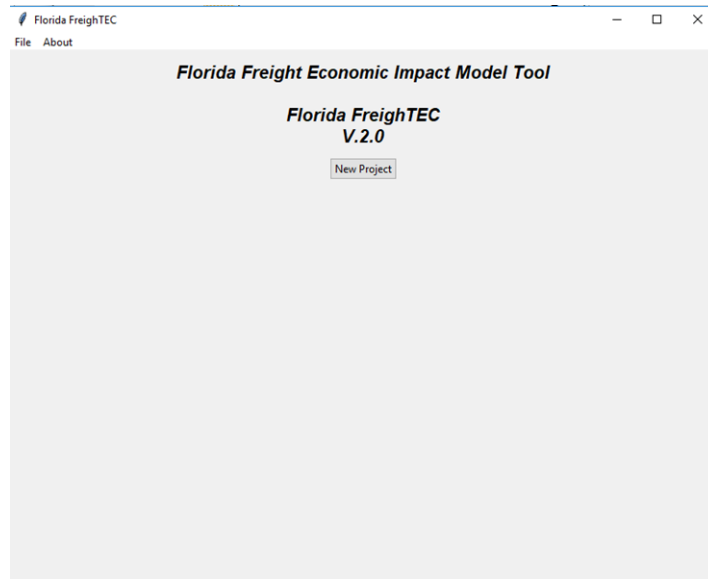 Florida FreighTEC
File About
Florida Freight Economic Impact Model Tool
Florida FreighTEC
V.2.0
New Project